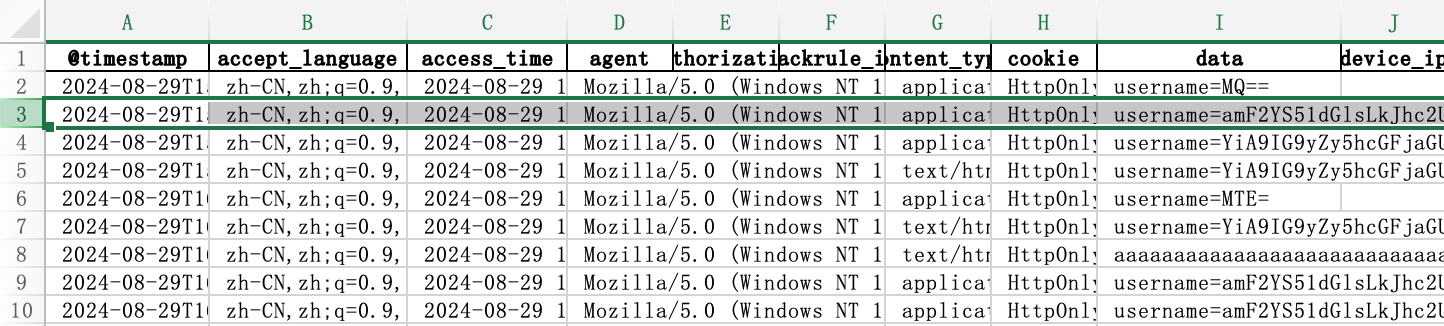 A B C D E F G H I J
1 @timestamp accept_language access_time agent thorizati ackrule_i ntent_typ cookie data device_ip
2 2024-08-29T1 zh-CN,zh;q=0.9, 2024-08-29 1 Mozilla/5.0 (Windows NT 1 applicat HttpOnly username=MQ==
3 2024-08-29T1 zh-CN,zh;q=0.9, 2024-08-29 1 Mozilla/5.0 (Windows NT 1 applicat HttpOnly username=amF2YS51dGlsLkJhc2U
4 2024-08-29T1 zh-CN,zh;q=0.9, 2024-08-29 1 Mozilla/5.0 (Windows NT 1 applicat HttpOnly username=YiA9IG9yZy5hcGFjaGU
5 2024-08-29T1 zh-CN,zh;q=0.9, 2024-08-29 1 Mozilla/5.0 (Windows NT 1 text/htm HttpOnly username=YiA9IG9yZy5hcGFjaGU
6 2024-08-29T1 zh-CN,zh;q=0.9, 2024-08-29 1 Mozilla/5.0 (Windows NT 1 applicat HttpOnly username=MTE=
7 2024-08-29T1 zh-CN,zh;q=0.9, 2024-08-29 1 Mozilla/5.0 (Windows NT 1 text/htm HttpOnly username=YiA9IG9yZy5hcGFjaGU
8 2024-08-29T1 zh-CN,zh;q=0.9, 2024-08-29 1 Mozilla/5.0 (Windows NT 1 text/htm HttpOnly aaaaaaaaaaaaaaaaaaaaaaaaaaaa
9 2024-08-29T1 zh-CN,zh;q=0.9, 2024-08-29 1 Mozilla/5.0 (Windows NT 1 applicat HttpOnly username=amF2YS51dGlsLkJhc2U
10 2024-08-29T1 zh-CN,zh;q=0.9, 2024-08-29 1 Mozilla/5.0 (Windows NT 1 applicat HttpOnly username=amF2YS51dGlsLkJhc2U